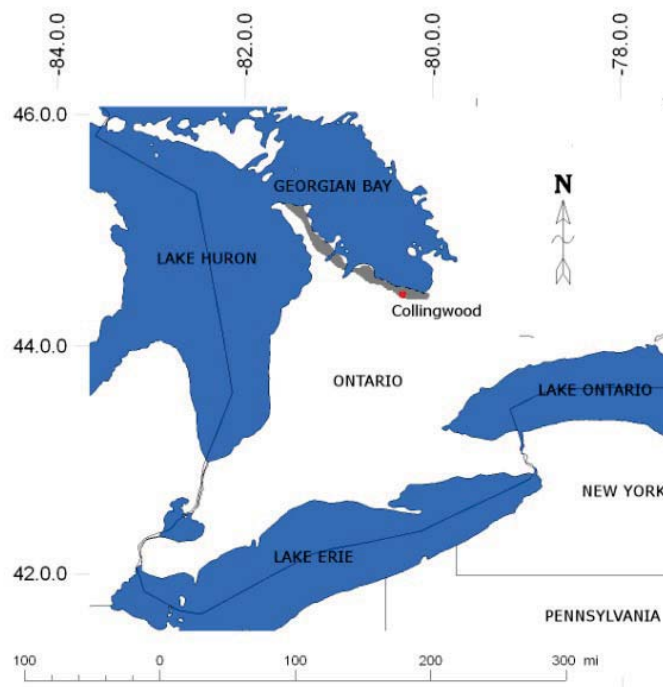 -84.0.0
-82.0.0
-80.0.0
-78.0.0
46.0.0
GEORGIAN BAY
N
LAKE HURON
Collingwood
44.0.0
ONTARIO
LAKE ONTARIO
NEW YORK
LAKE ERIE
42.0.0
PENNSYLVANIA
100 0 100 200 300 mi